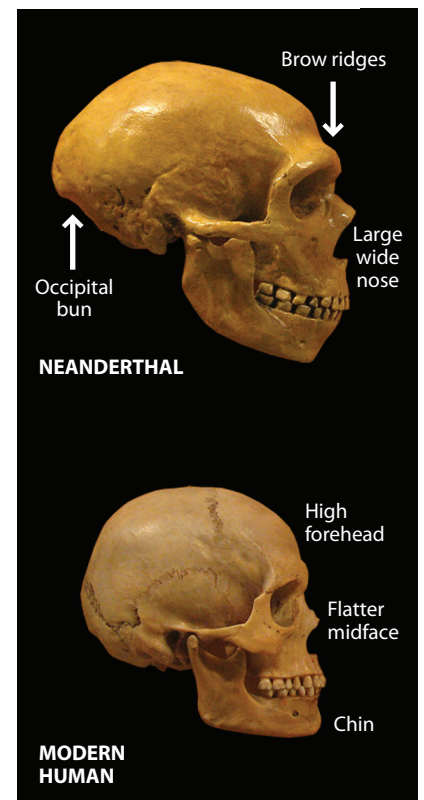 Brow ridges
Large
wide
nose
Occipital
bun
NEANDERTHAL
High
forehead
Flatter
midface
Chin
MODERN
HUMAN